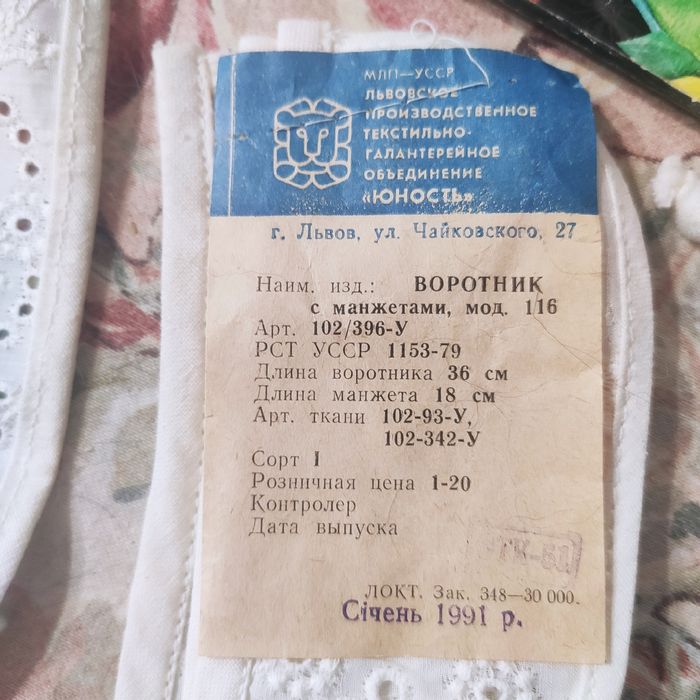 МЛП—УССР
ЛЬВОВСКОЕ
ПРОИЗВОДСТВЕННОЕ
ТЕКСТИЛЬНО-
ГАЛАНТЕРЕЙНОЕ
ОБЪЕДИНЕНИЕ
«ЮНОСТЬ»
г. Львов, ул. Чайковского, 27
Наим. изд.: ВОРОТНИК
с манжетами, мод. 116
Арт. 102/396-У
РСТ УССР 1153-79
Длина воротника 36 см
Длина манжета 18 см
Арт. ткани 102-93-У,
102-342-У
Сорт I
Розничная цена 1-20
Контролер
Дата выпуска
ЛОКТ. Зак. 348—30 000.
Січень 1991 р.